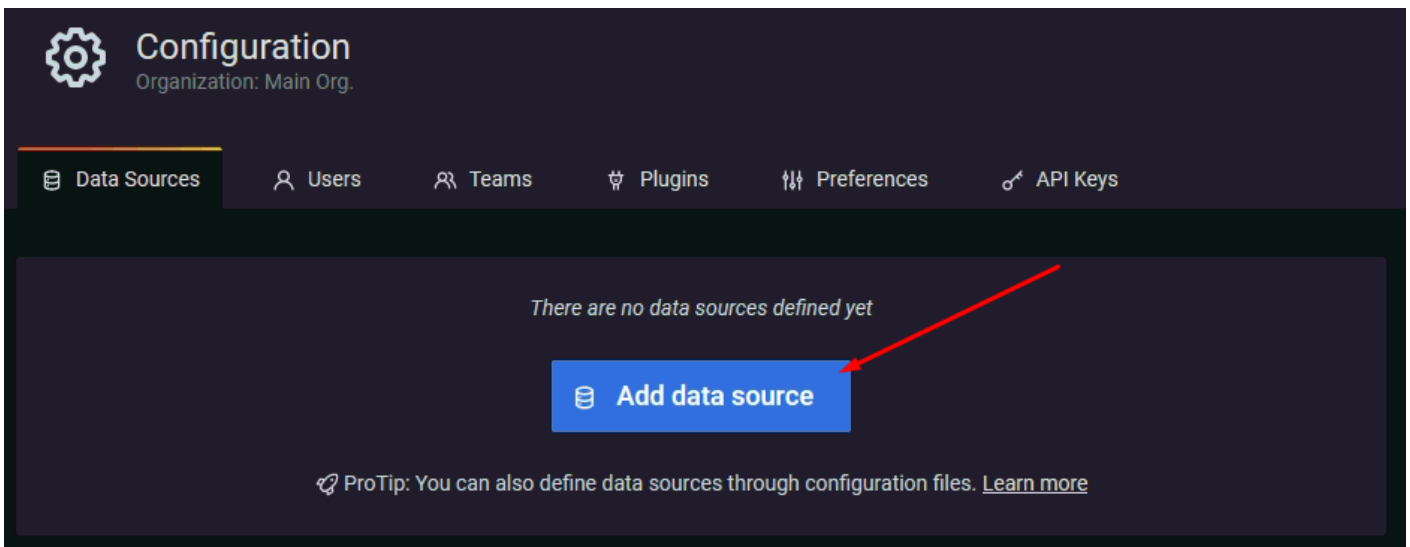 Configuration
Organization: Main Org.
Data Sources Users Teams Plugins Preferences API Keys
There are no data sources defined yet
Add data source
ProTip: You can also define data sources through configuration files. Learn more